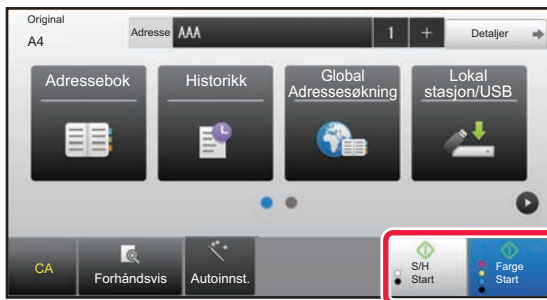 Original
A4
Adresse AAA 1 + Detaljer
Adressebok
Historikk
Global
Adressesøkning
Lokal
stasjon/USB
CA
Forhåndsvis
Autoinnst.
S/H
Start
Farge
Start